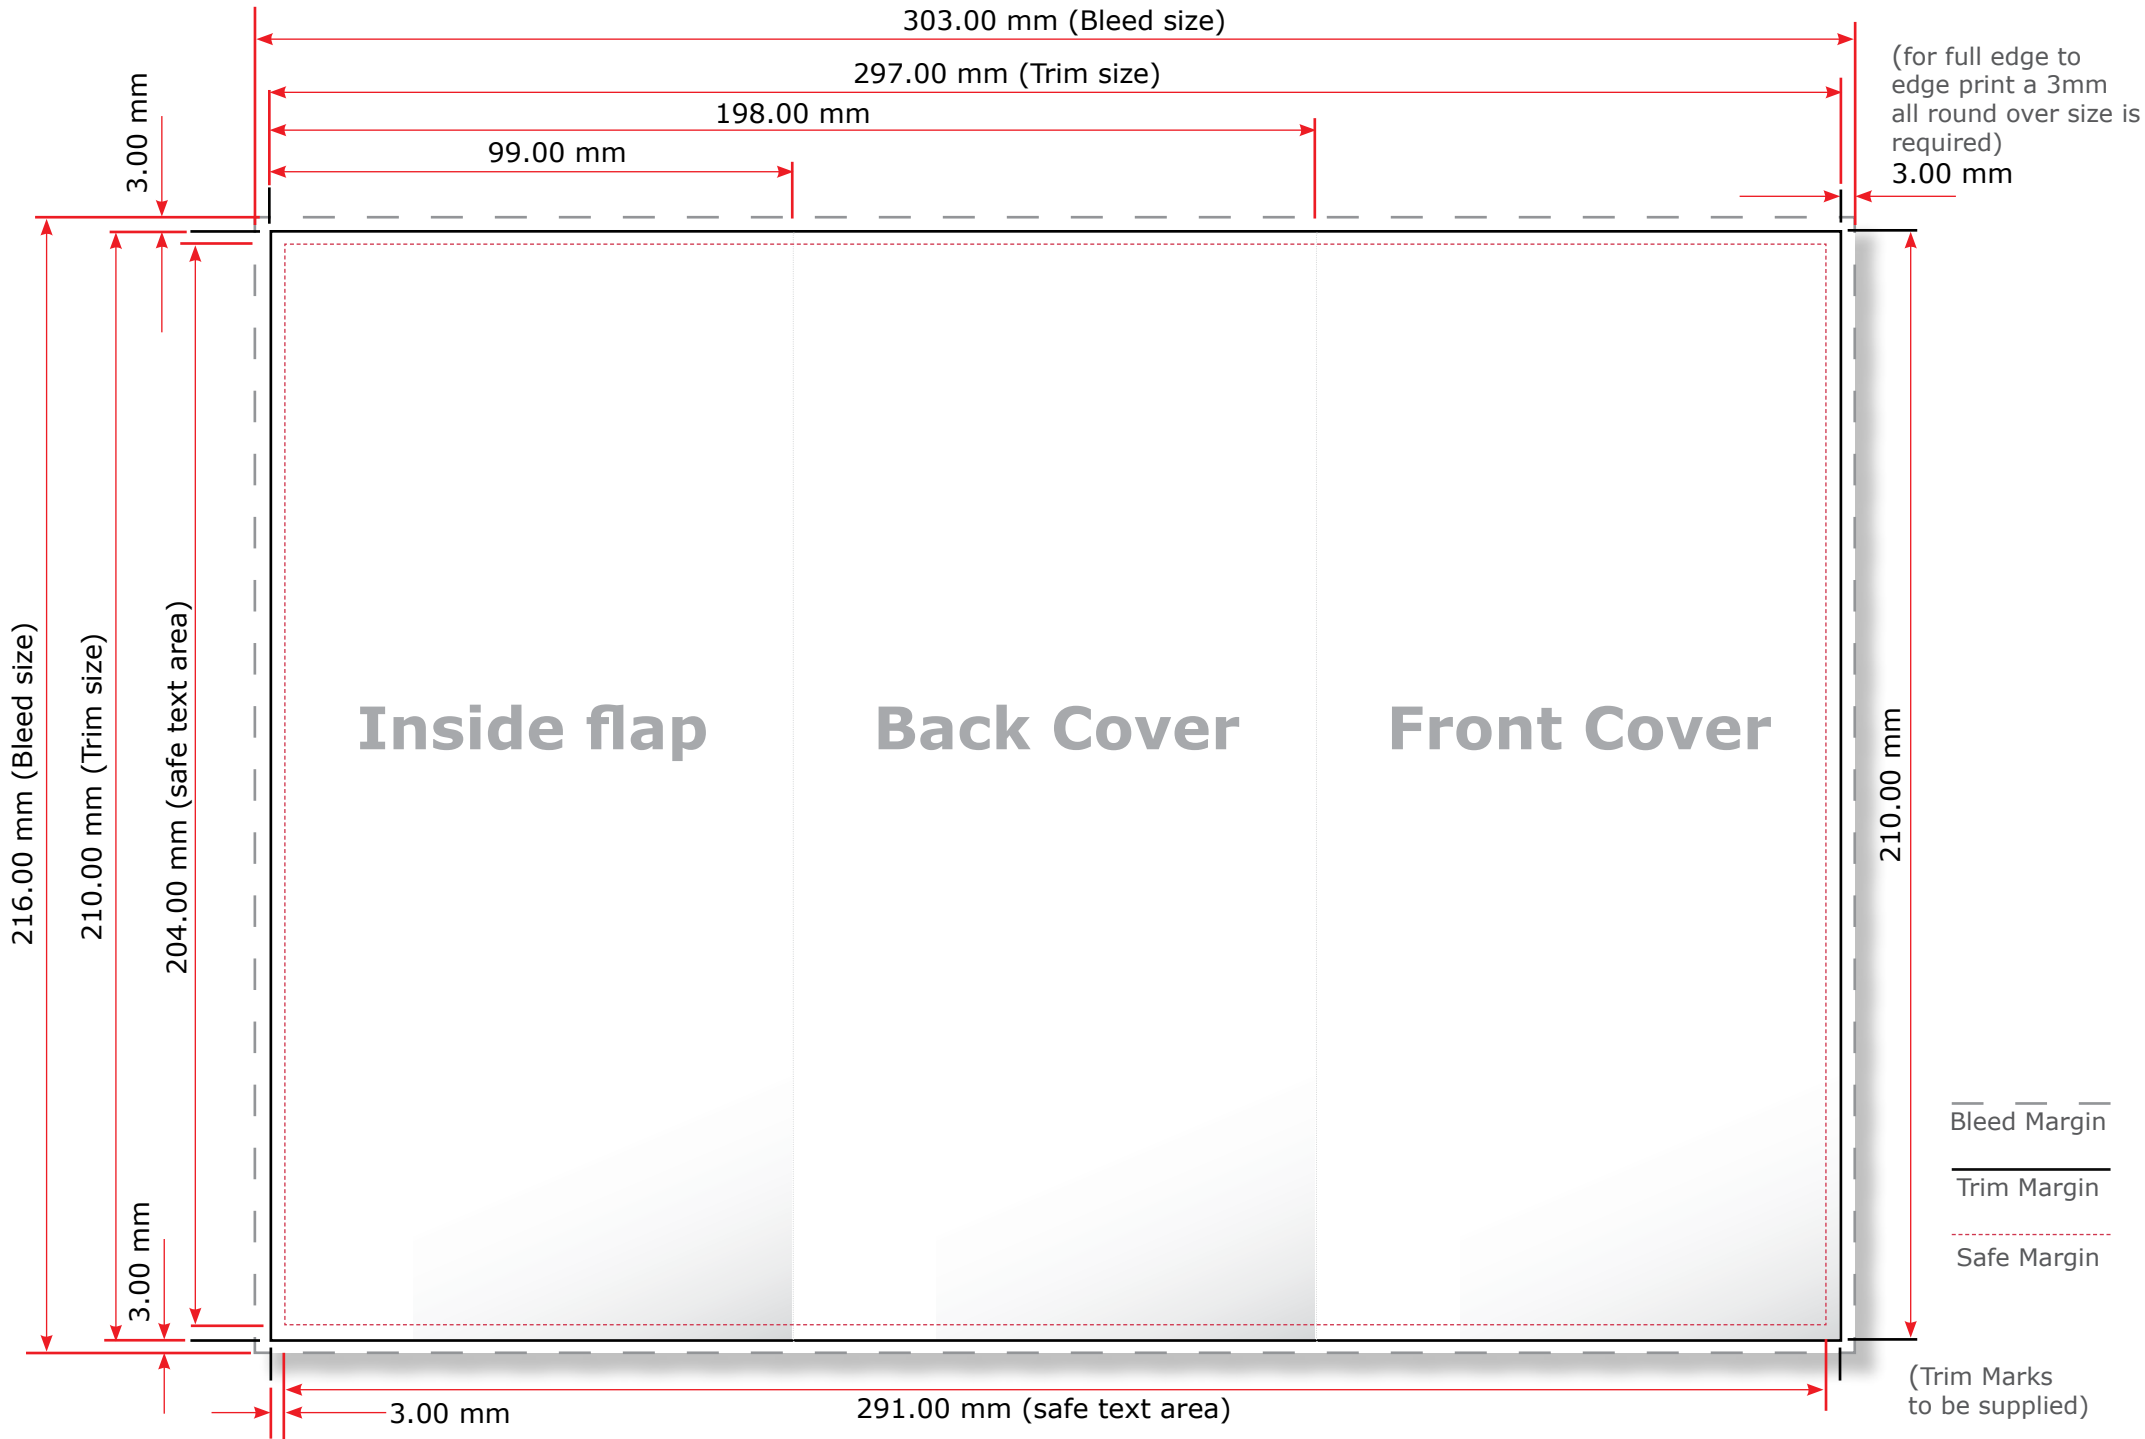 303.00 mm (Bleed size)
297.00 mm (Trim size)
198.00 mm
99.00 mm
3.00 mm
(for full edge to
edge print a 3mm
all round over size is
required)
3.00 mm
216.00 mm (Bleed size)
210.00 mm (Trim size)
204.00 mm (safe text area)
Inside flap
Back Cover
Front Cover
210.00 mm
Bleed Margin
Trim Margin
Safe Margin
3.00 mm
3.00 mm
291.00 mm (safe text area)
(Trim Marks
to be supplied)